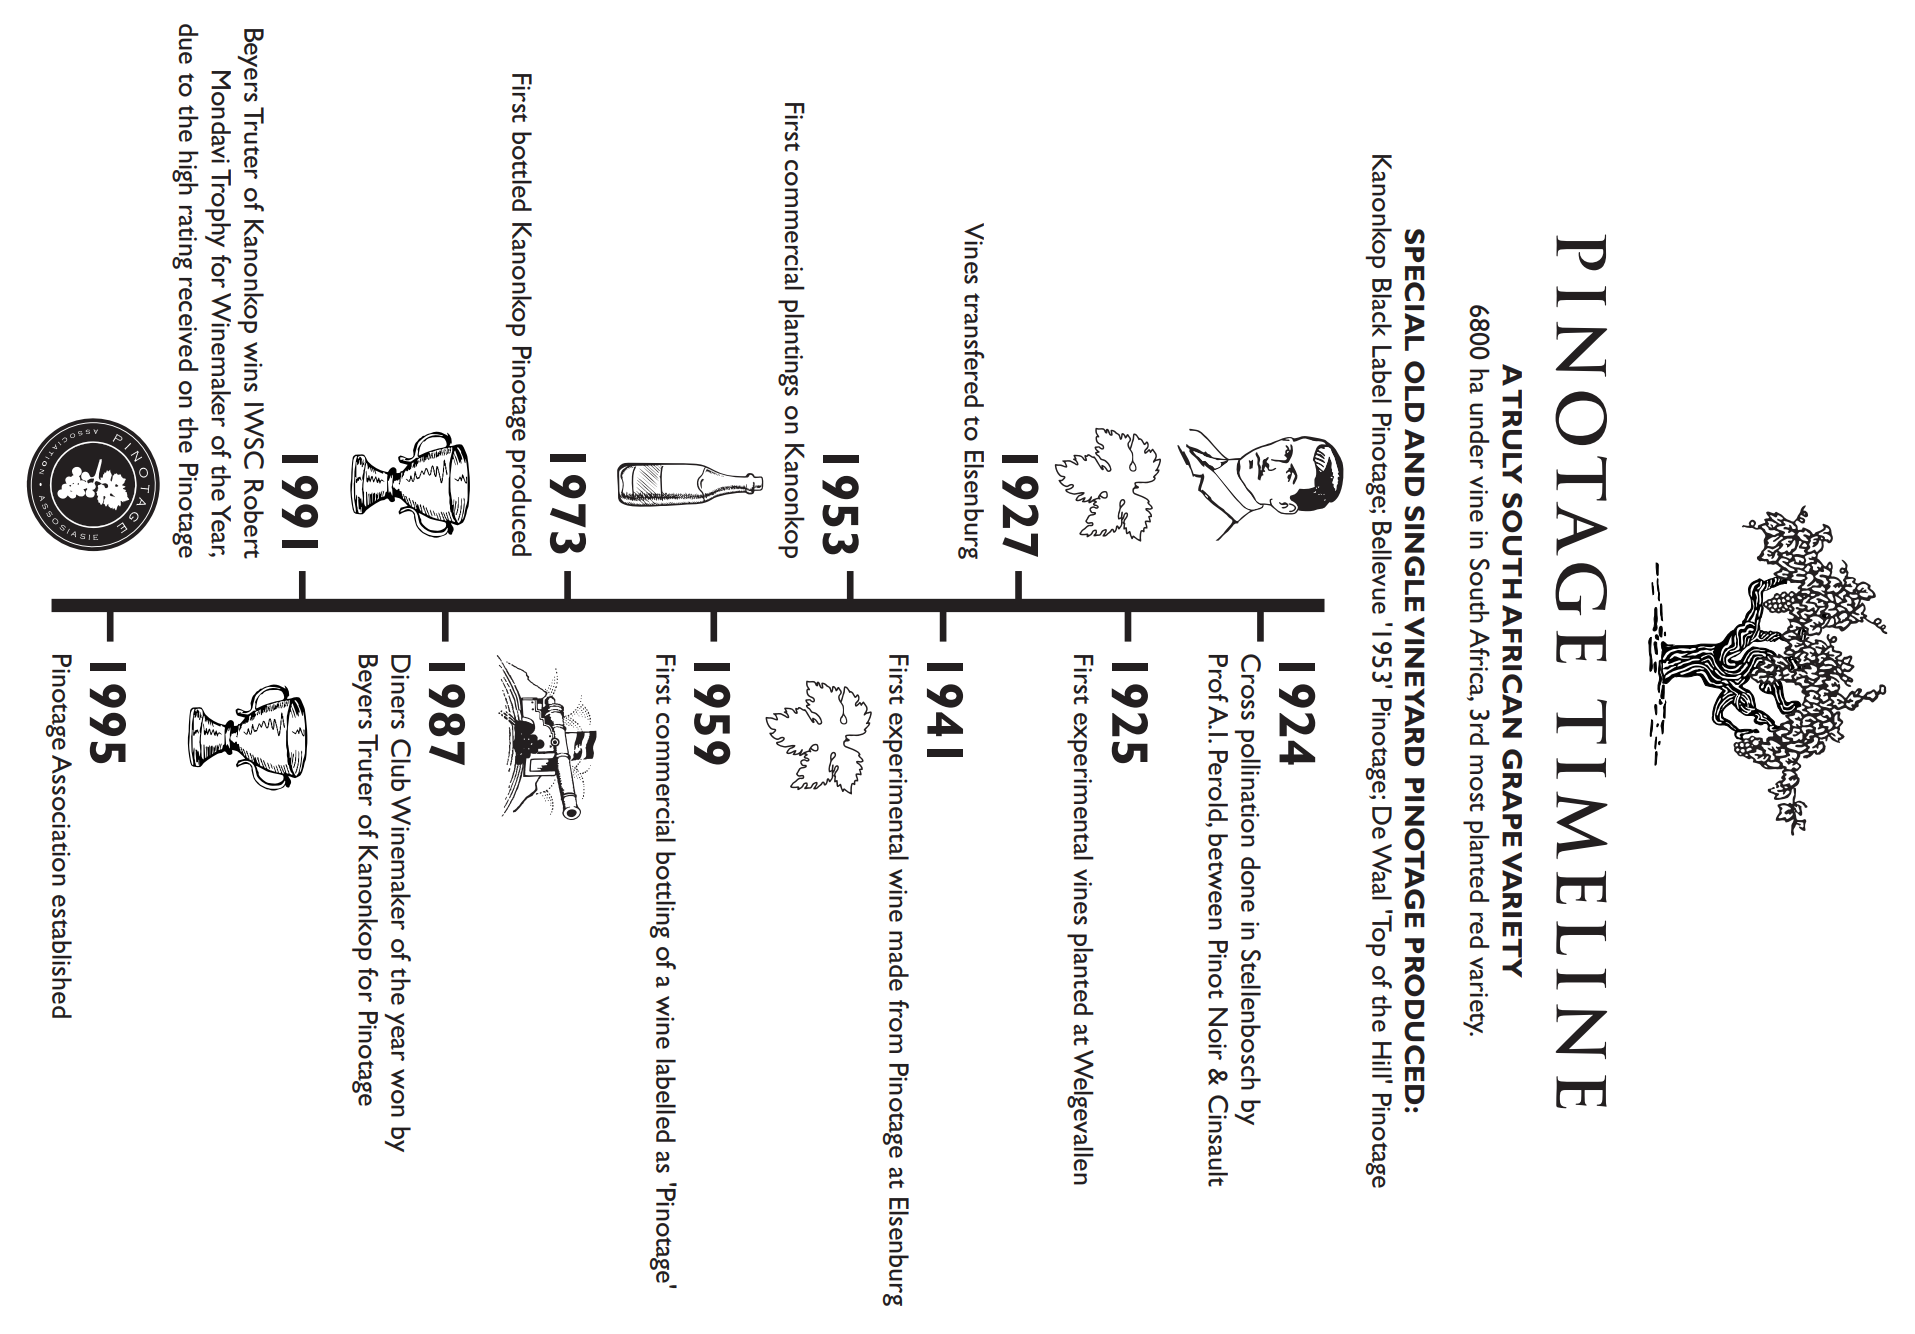 PINOTAGE TIMELINE
A TRULY SOUTH AFRICAN GRAPE VARIETY
6800 ha under vine in South Africa, 3rd most planted red variety.
SPECIAL OLD AND SINGLE VINEYARD PINOTAGE PRODUCED:
Kanonkop Black Label Pinotage; Bellevue '1953' Pinotage; De Waal 'Top of the Hill' Pinotage
1924
Cross pollination done in Stellenbosch by
Prof A.I. Perold, between Pinot Noir & Cinsault
1925
First experimental vines planted at Welgevallen
1927
Vines transfered to Elsenburg
1941
First experimental wine made from Pinotage at Elsenburg
1953
First commercial plantings on Kanonkop
1959
First commercial bottling of a wine labelled as 'Pinotage'
1973
First bottled Kanonkop Pinotage produced
1987
Diners Club Winemaker of the year won by
Beyers Truter of Kanonkop for Pinotage
1991
Beyers Truter of Kanonkop wins IWSC Robert
Mondavi Trophy for Winemaker of the Year,
due to the high rating received on the Pinotage
1995
Pinotage Association established
PINOTAGE
ASSOCIATION • ASSOSIASIE